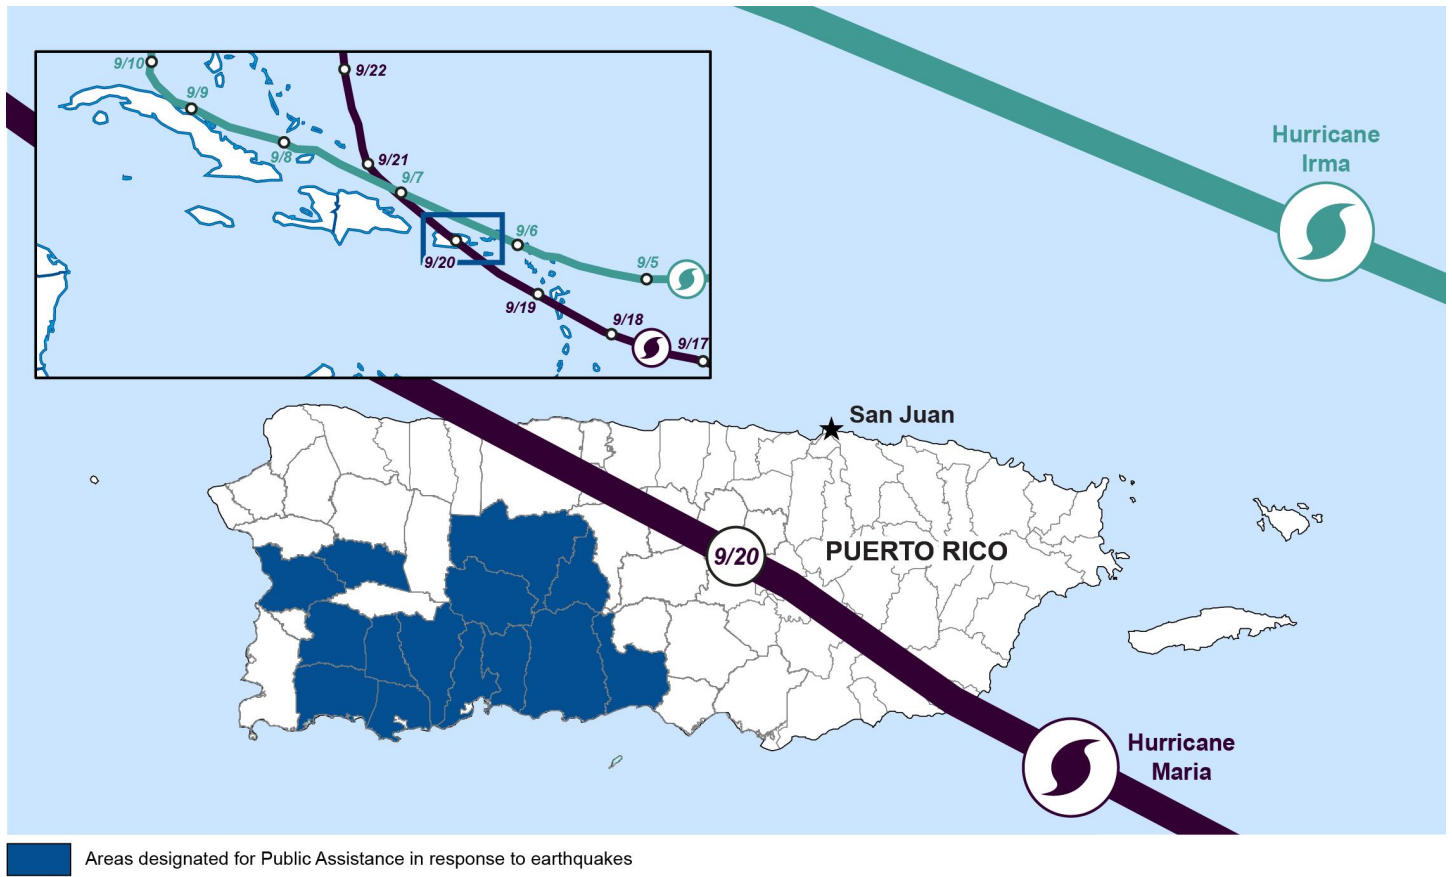 9/10
9/9
9/8
9/22
9/21
9/7
9/6
9/5
9/20
9/19
9/18
9/17
Hurricane
Irma
San Juan
PUERTO RICO
9/20
Hurricane
Maria
Areas designated for Public Assistance in response to earthquakes